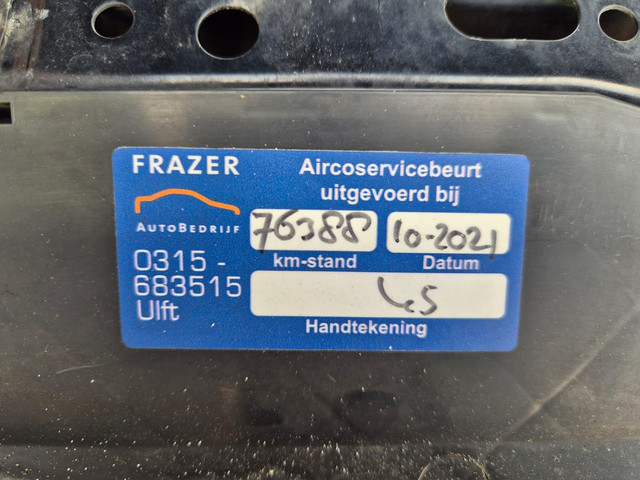 FRAZER
AUTOBEDRIJF
0315 -
683515
Ulft
Aircoservicebeurt
uitgevoerd bij
76388 10-2021
km-stand Datum
Handtekening